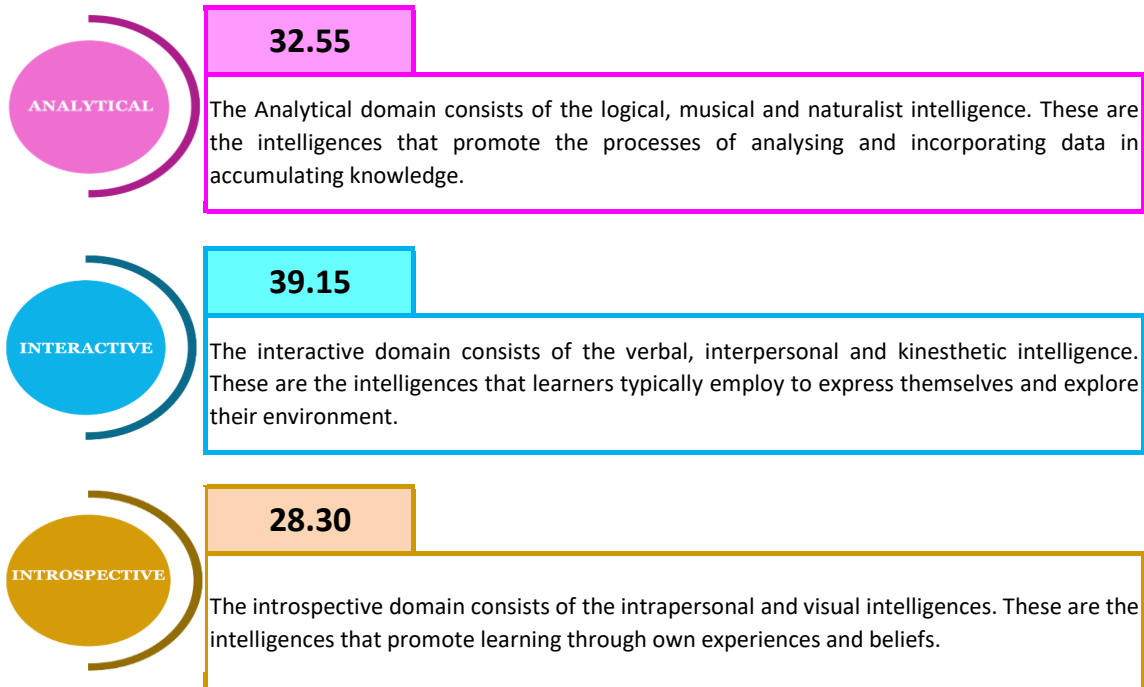 32.55
ANALYTICAL
The Analytical domain consists of the logical, musical and naturalist intelligence. These are
the intelligences that promote the processes of analysing and incorporating data in
accumulating knowledge.
39.15
INTERACTIVE
The interactive domain consists of the verbal, interpersonal and kinesthetic intelligence.
These are the intelligences that learners typically employ to express themselves and explore
their environment.
28.30
INTROSPECTIVE
The introspective domain consists of the intrapersonal and visual intelligences. These are the
intelligences that promote learning through own experiences and beliefs.